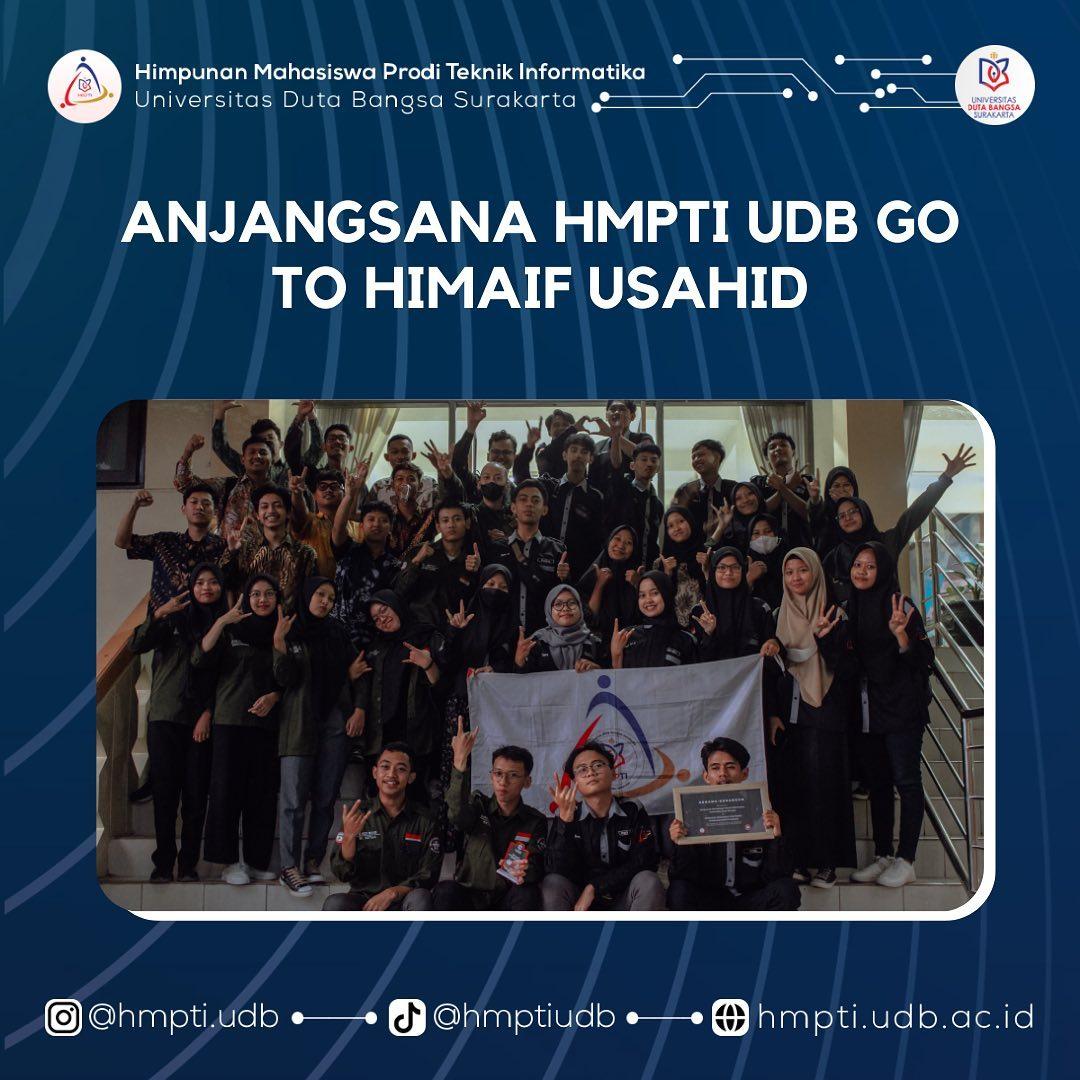 Himpunan Mahasiswa Prodi Teknik Informatika
Universitas Duta Bangsa Surakarta
UNIVERSITAS
DUTA BANGSA
SURAKARTA
ANJANGSANA HMPTI UDB GO
TO HIMAIF USAHID
@hmpti.udb
@hmptiudb
hmpti.udb.ac.id